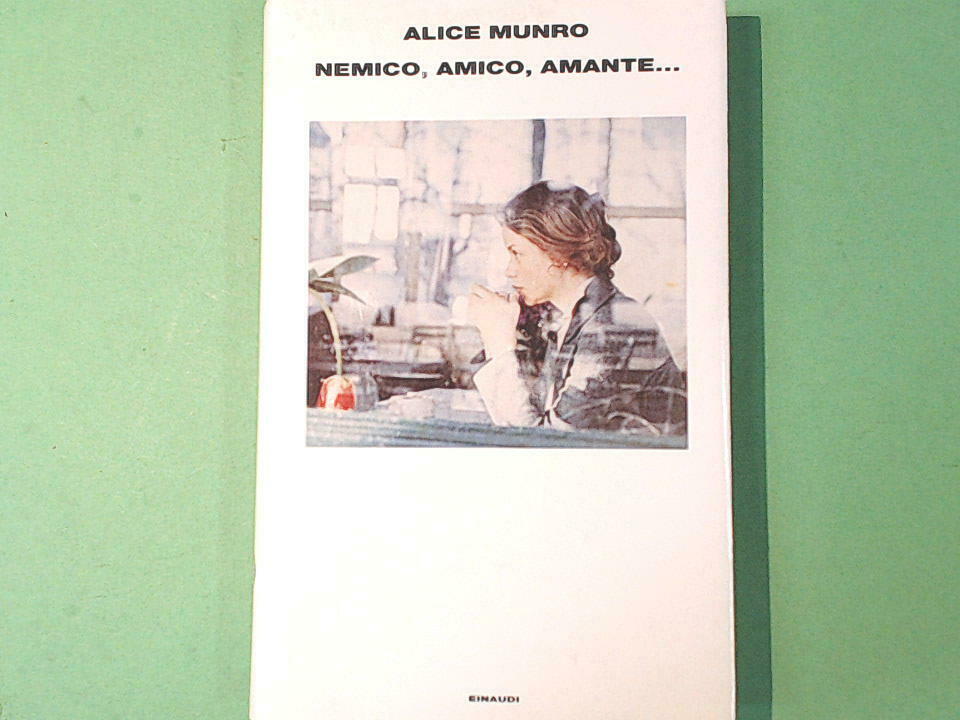 ALICE MUNRO
NEMICO, AMICO, AMANTE...
EINAUDI